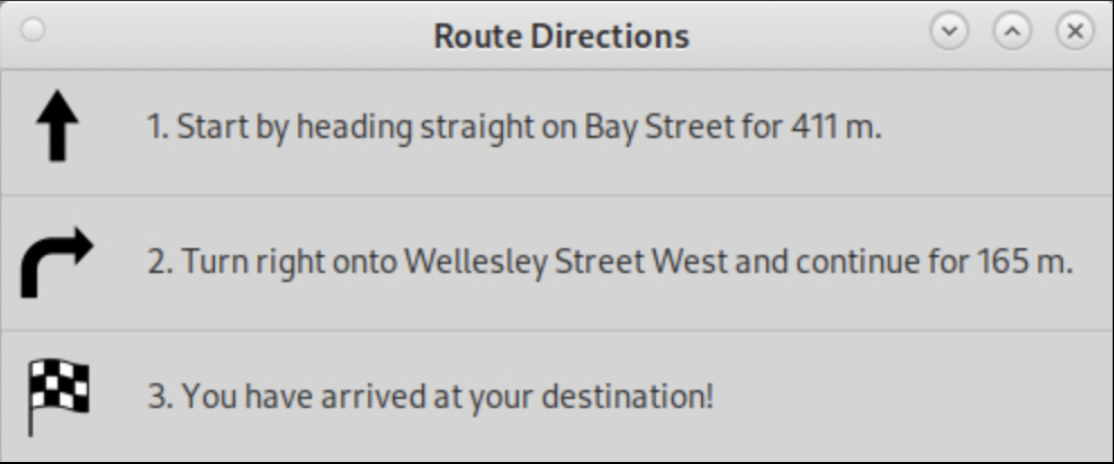 Route Directions
1. Start by heading straight on Bay Street for 411 m.
2. Turn right onto Wellesley Street West and continue for 165 m.
3. You have arrived at your destination!